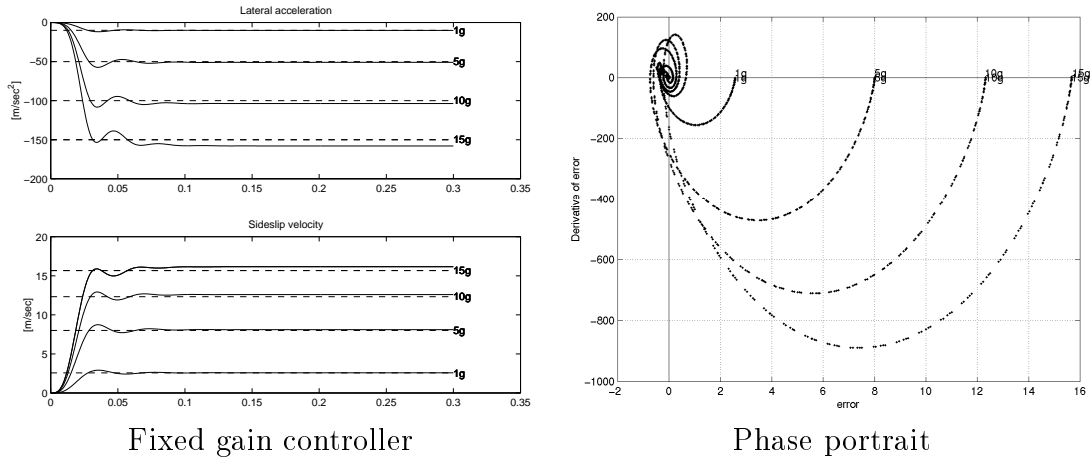 Lateral acceleration
[m/sec²]
0
−50
−100
−150
−200
1g
5g
10g
15g
0 0.05 0.1 0.15 0.2 0.25 0.3 0.35
Sideslip velocity
[m/sec]
20
15
10
5
0
15g
10g
5g
1g
0 0.05 0.1 0.15 0.2 0.25 0.3 0.35
Fixed gain controller
Derivative of error
200
0
−200
−400
−600
−800
−1000
1g 5g 10g 15g
−2 0 2 4 6 8 10 12 14 16
error
Phase portrait